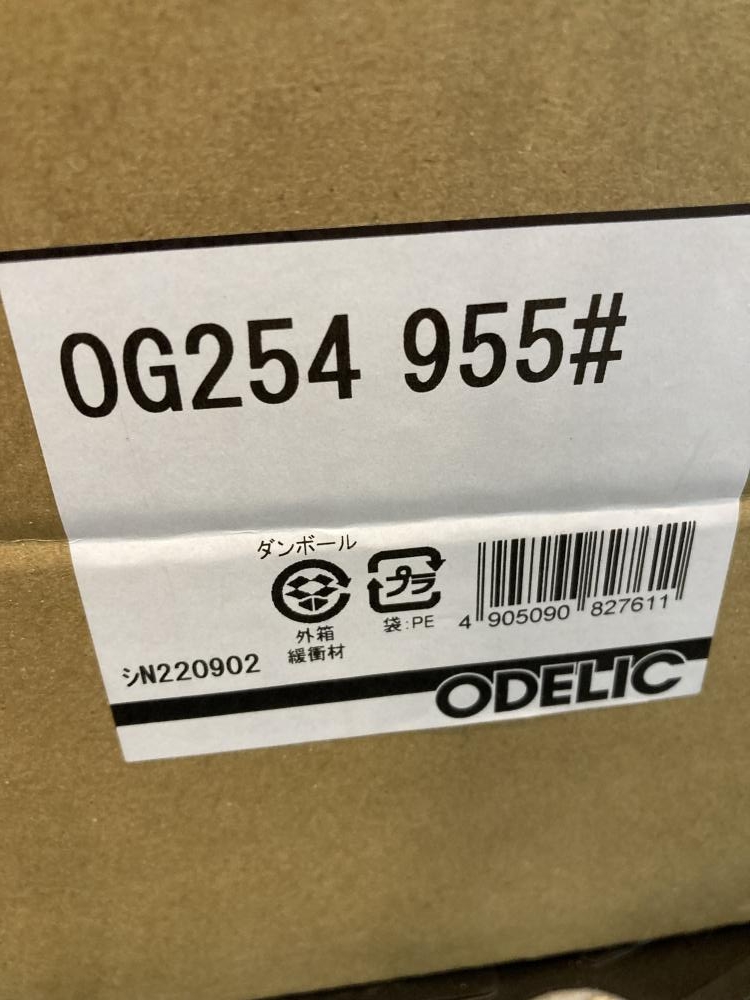 OG254 955#
ダンボール
外箱
緩衝材
プラ
袋:PE
4 905090 827611
シN220902
ODELIC